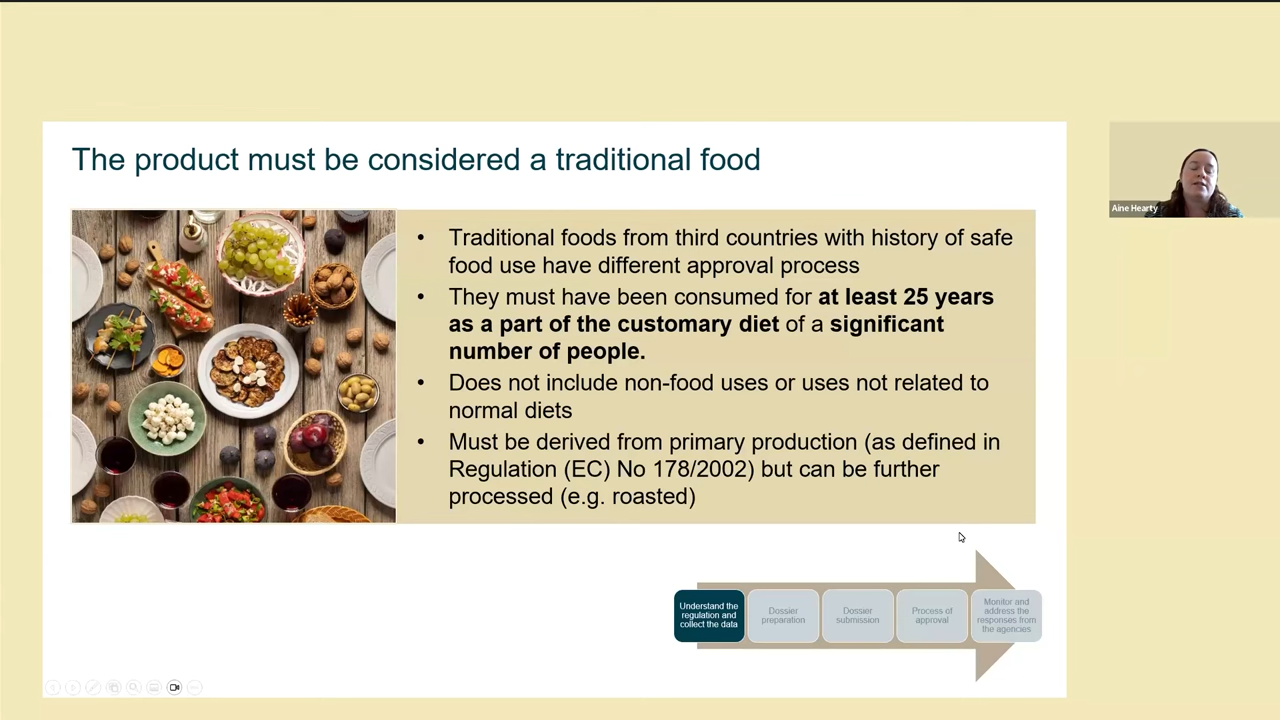 The product must be considered a traditional food
Aine Hearty
• Traditional foods from third countries with history of safe
food use have different approval process
• They must have been consumed for at least 25 years
as a part of the customary diet of a significant
number of people.
• Does not include non-food uses or uses not related to
normal diets
• Must be derived from primary production (as defined in
Regulation (EC) No 178/2002) but can be further
processed (e.g. roasted)
Understand the
regulation and
collect the data
Dossier
preparation
Dossier
submission
Process of
approval
Monitor and
address the
responses from
the agencies